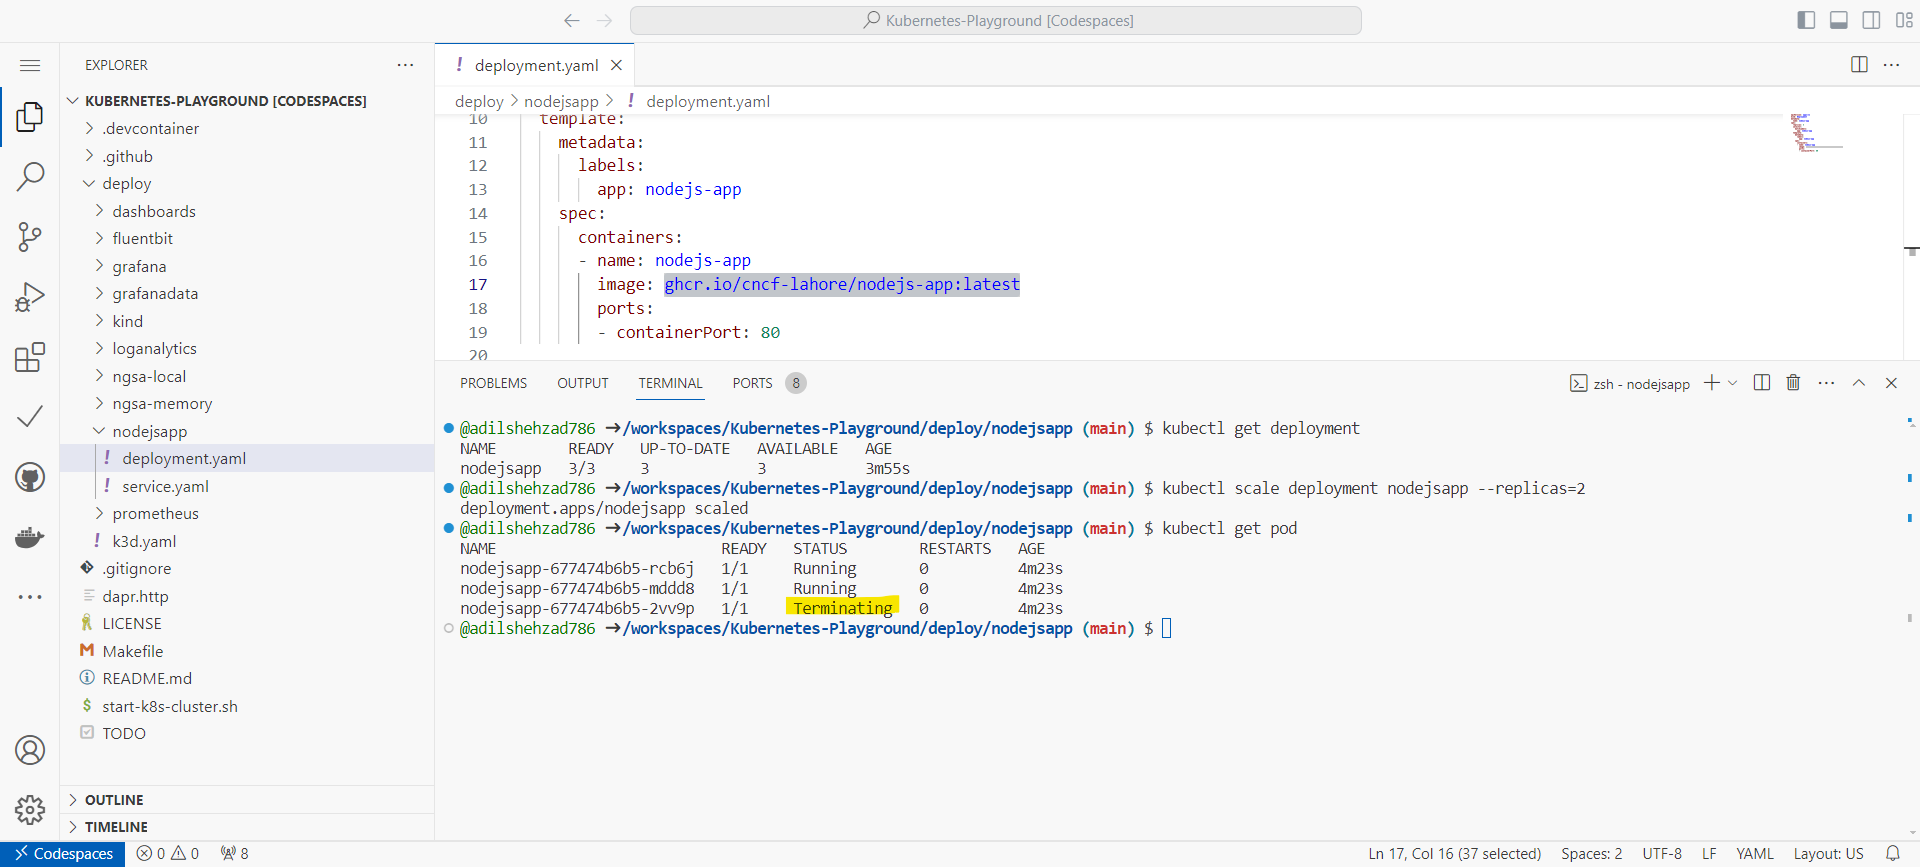 Kubernetes-Playground [Codespaces]
EXPLORER
KUBERNETES-PLAYGROUND [CODESPACES]
.devcontainer
.github
deploy
dashboards
fluentbit
grafana
grafanadata
kind
loganalytics
ngsa-local
ngsa-memory
nodejsapp
! deployment.yaml
! service.yaml
prometheus
! k3d.yaml
.gitignore
dapr.http
LICENSE
Makefile
README.md
$ start-k8s-cluster.sh
TODO
OUTLINE
TIMELINE
! deployment.yaml
deploy > nodejsapp > ! deployment.yaml
10 template:
11 metadata:
12 labels:
13 app: nodejs-app
14 spec:
15 containers:
16 - name: nodejs-app
17 image: ghcr.io/cncf-lahore/nodejs-app:latest
18 ports:
19 - containerPort: 80
20
PROBLEMS OUTPUT TERMINAL PORTS 8
zsh - nodejsapp
@adilshehzad786 →/workspaces/Kubernetes-Playground/deploy/nodejsapp (main) $ kubectl get deployment
NAME READY UP-TO-DATE AVAILABLE AGE
nodejsapp 3/3 3 3 3m55s
@adilshehzad786 →/workspaces/Kubernetes-Playground/deploy/nodejsapp (main) $ kubectl scale deployment nodejsapp --replicas=2
deployment.apps/nodejsapp scaled
@adilshehzad786 →/workspaces/Kubernetes-Playground/deploy/nodejsapp (main) $ kubectl get pod
NAME READY STATUS RESTARTS AGE
nodejsapp-677474b6b5-rcb6j 1/1 Running 0 4m23s
nodejsapp-677474b6b5-mddd8 1/1 Running 0 4m23s
nodejsapp-677474b6b5-2vv9p 1/1 Terminating 0 4m23s
@adilshehzad786 →/workspaces/Kubernetes-Playground/deploy/nodejsapp (main) $
Codespaces 0 0 8
Ln 17, Col 16 (37 selected) Spaces: 2 UTF-8 LF YAML Layout: US